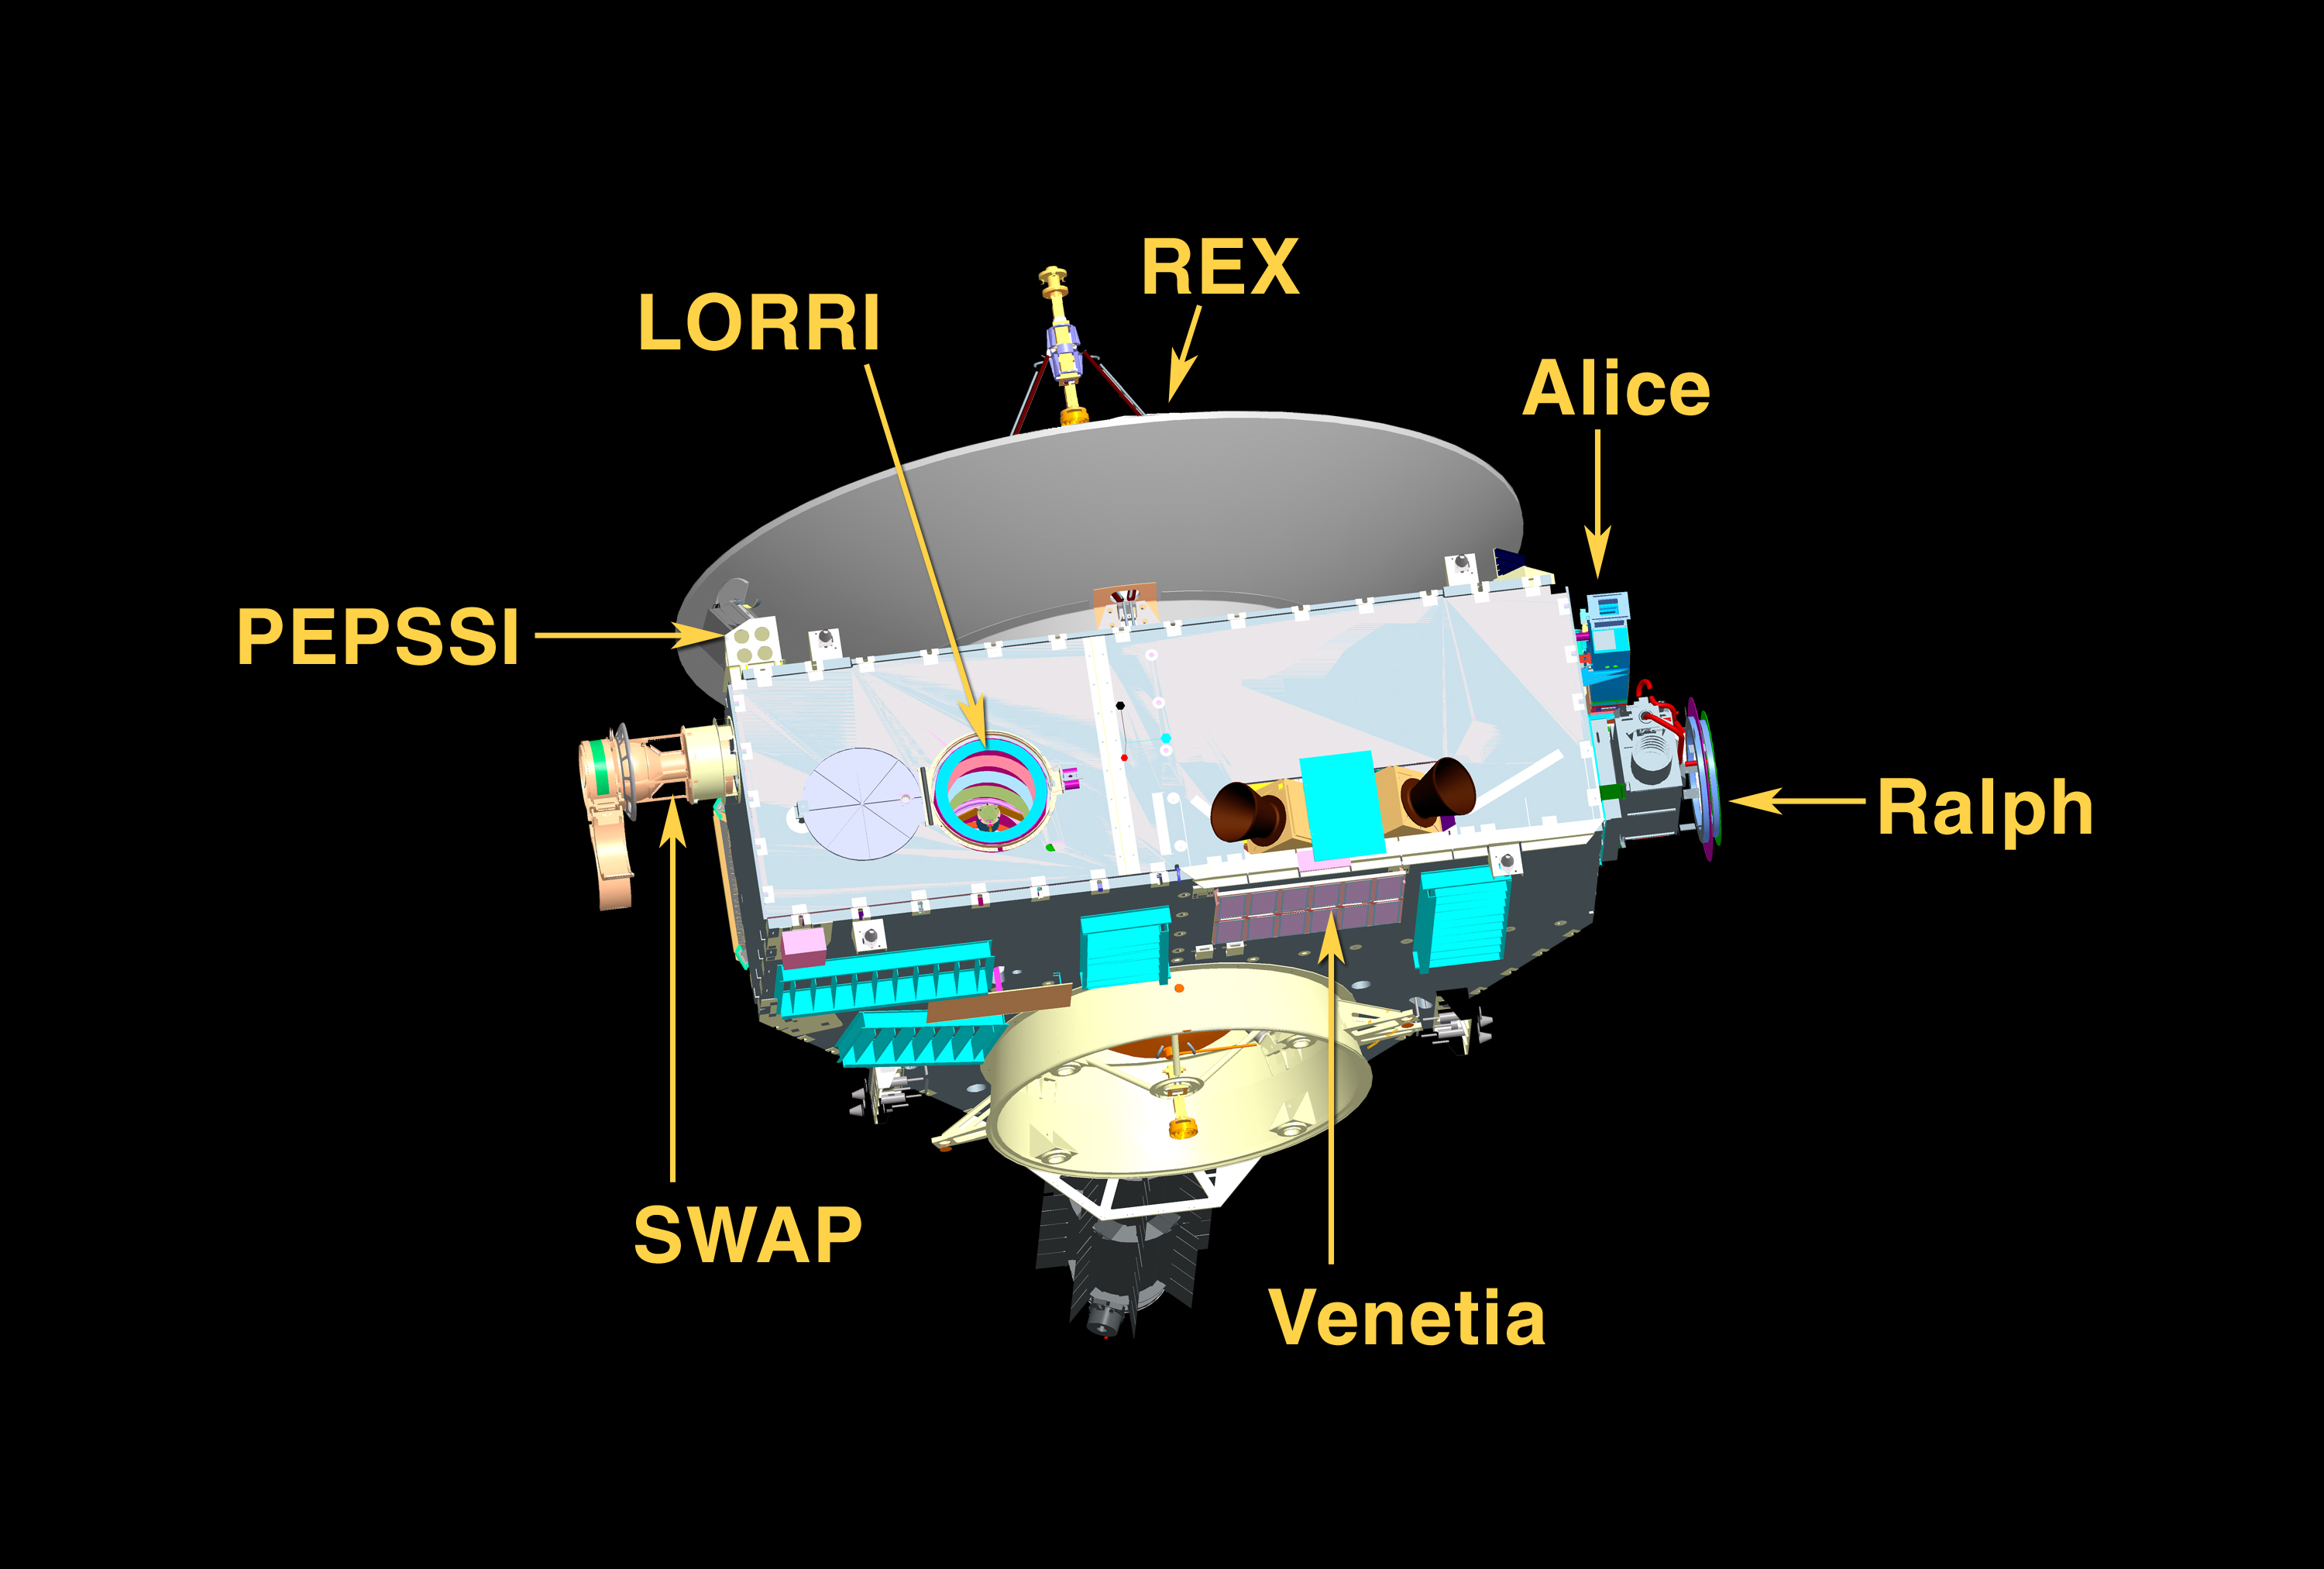 REX
LORRI
Alice
PEPSSI
Ralph
SWAP
Venetia